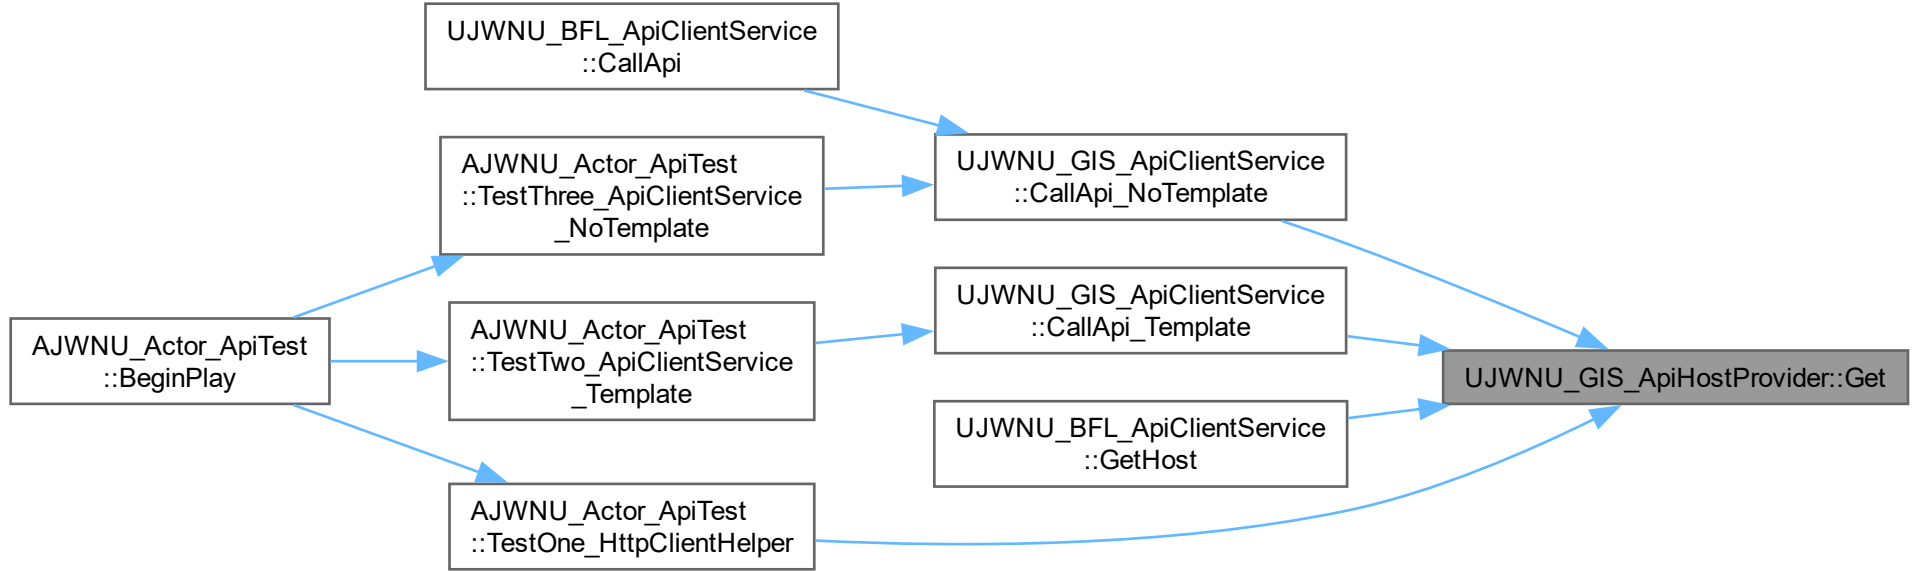 UJWNU_BFL_ApiClientService
::CallApi
AJWNU_Actor_ApiTest
::TestThree_ApiClientService
_NoTemplate
UJWNU_GIS_ApiClientService
::CallApi_NoTemplate
AJWNU_Actor_ApiTest
::BeginPlay
AJWNU_Actor_ApiTest
::TestTwo_ApiClientService
_Template
UJWNU_GIS_ApiClientService
::CallApi_Template
UJWNU_GIS_ApiHostProvider::Get
UJWNU_BFL_ApiClientService
::GetHost
AJWNU_Actor_ApiTest
::TestOne_HttpClientHelper